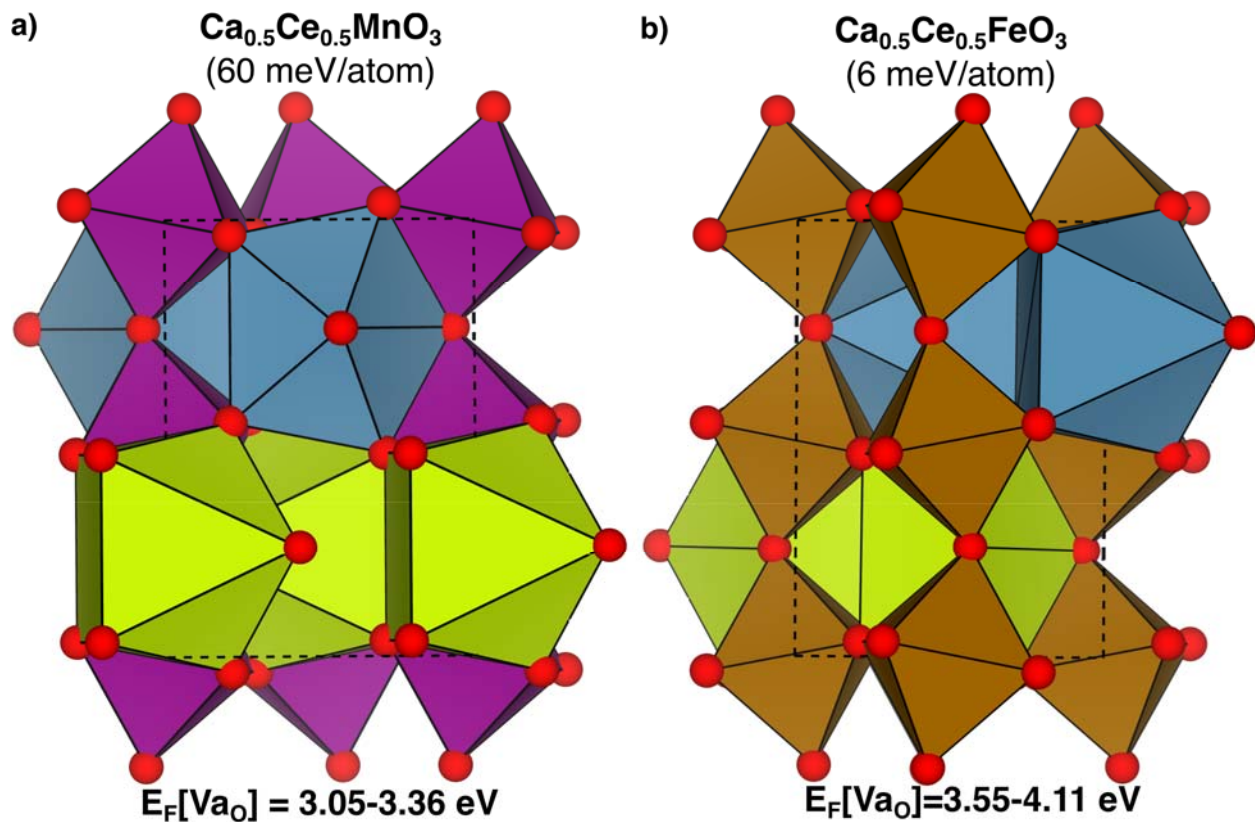 a)
Ca0.5Ce0.5MnO3
(60 meV/atom)
EF[VaO] = 3.05-3.36 eV
b)
Ca0.5Ce0.5FeO3
(6 meV/atom)
EF[VaO]=3.55-4.11 eV